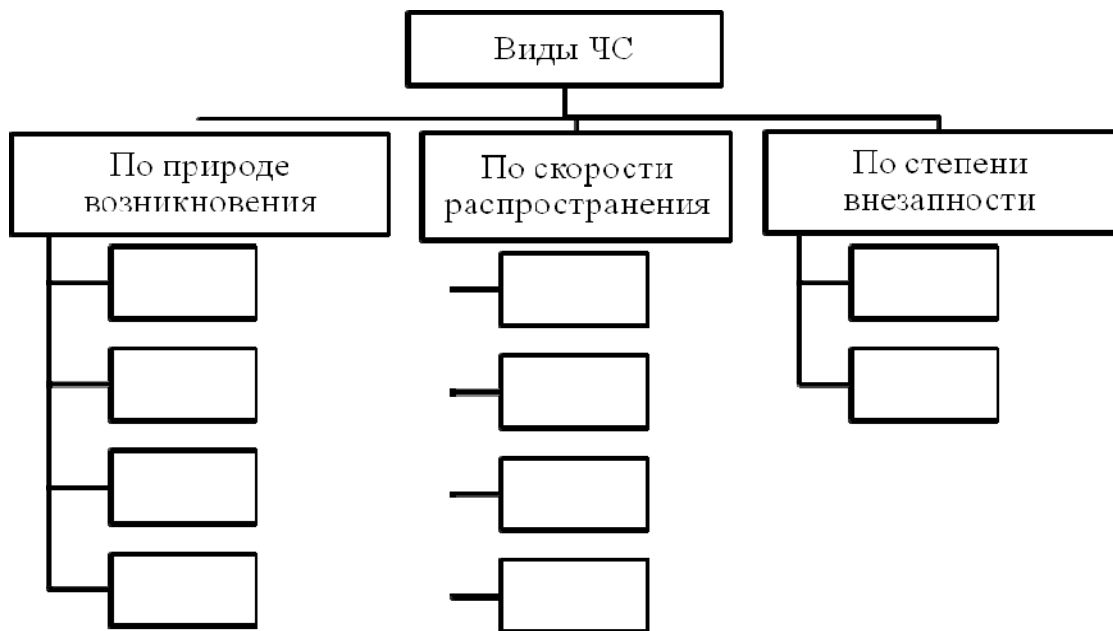 Виды ЧС
По природе
возникновения
По скорости
распространения
По степени
внезапности